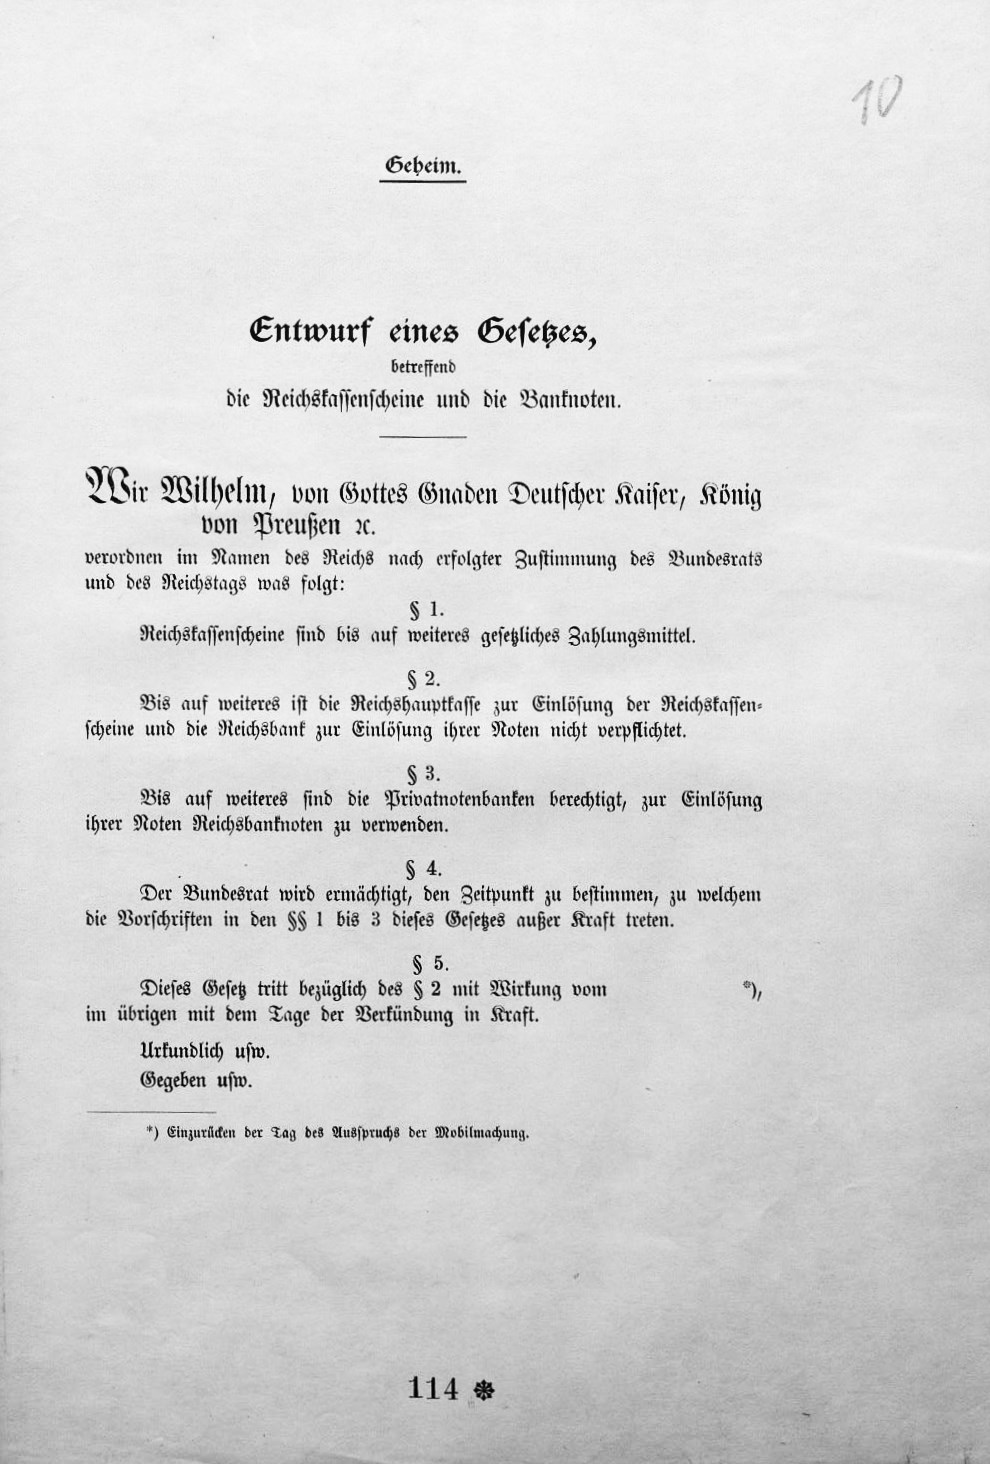 10
Geheim.
Entwurf eines Gesetzes,
betreffend
die Reichskassenscheine und die Banknoten.
Wir Wilhelm, von Gottes Gnaden Deutscher Kaiser, König
von Preußen ꝛc.
verordnen im Namen des Reichs nach erfolgter Zustimmung des Bundesrats
und des Reichstags was folgt:
§ 1.
Reichskassenscheine sind bis auf weiteres gesetzliches Zahlungsmittel.
§ 2.
Bis auf weiteres ist die Reichshauptkasse zur Einlösung der Reichskassen-
scheine und die Reichsbank zur Einlösung ihrer Noten nicht verpflichtet.
§ 3.
Bis auf weiteres sind die Privatnotenbanken berechtigt, zur Einlösung
ihrer Noten Reichsbanknoten zu verwenden.
§ 4.
Der Bundesrat wird ermächtigt, den Zeitpunkt zu bestimmen, zu welchem
die Vorschriften in den §§ 1 bis 3 dieses Gesetzes außer Kraft treten.
§ 5.
Dieses Gesetz tritt bezüglich des § 2 mit Wirkung vom *),
im übrigen mit dem Tage der Verkündung in Kraft.
Urkundlich usw.
Gegeben usw.
*) Einzurücken der Tag des Ausspruchs der Mobilmachung.
114 ✽